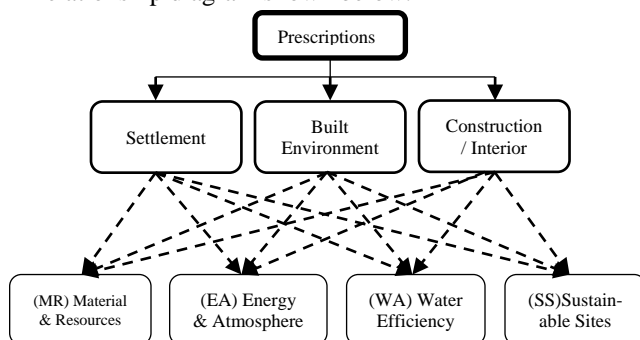 Prescriptions
Settlement
Built
Environment
Construction
/ Interior
(MR) Material
& Resources
(EA) Energy
& Atmosphere
(WA) Water
Efficiency
(SS)Sustain-
able Sites